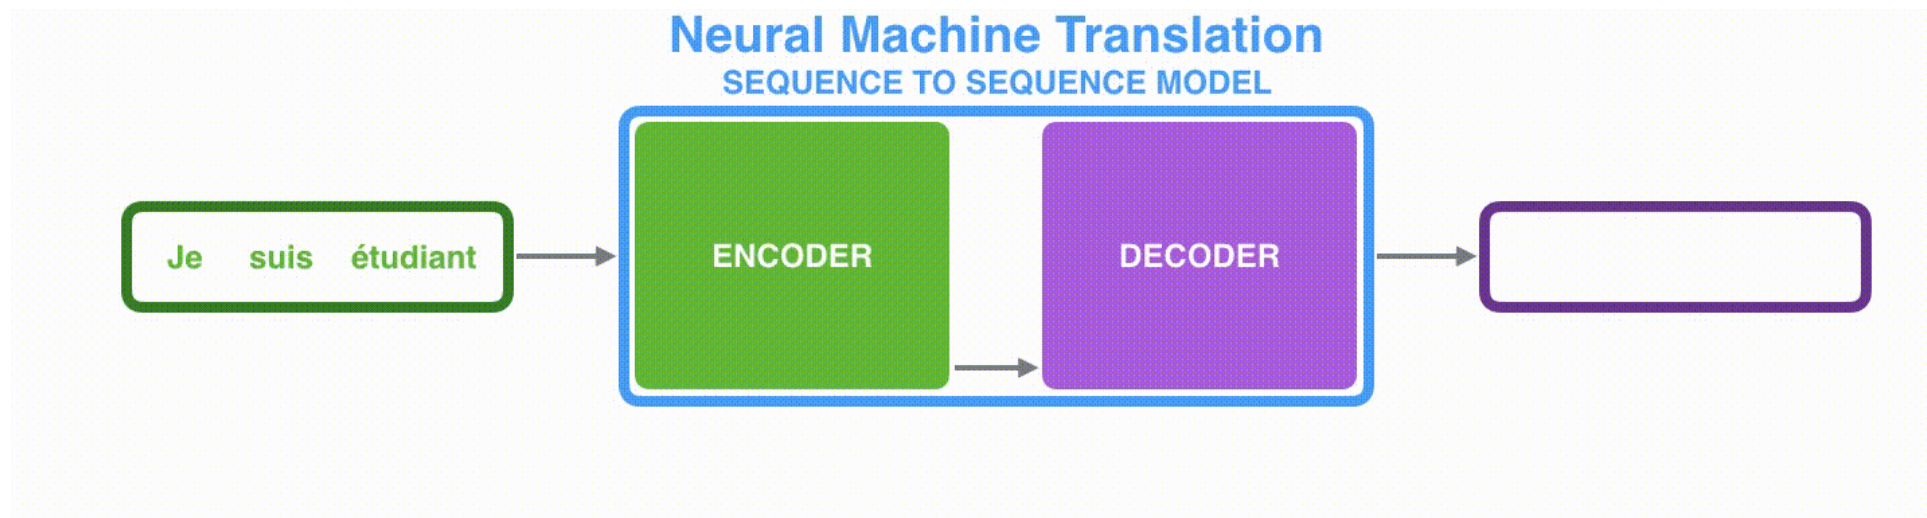 Neural Machine Translation
SEQUENCE TO SEQUENCE MODEL
Je suis étudiant
ENCODER
DECODER